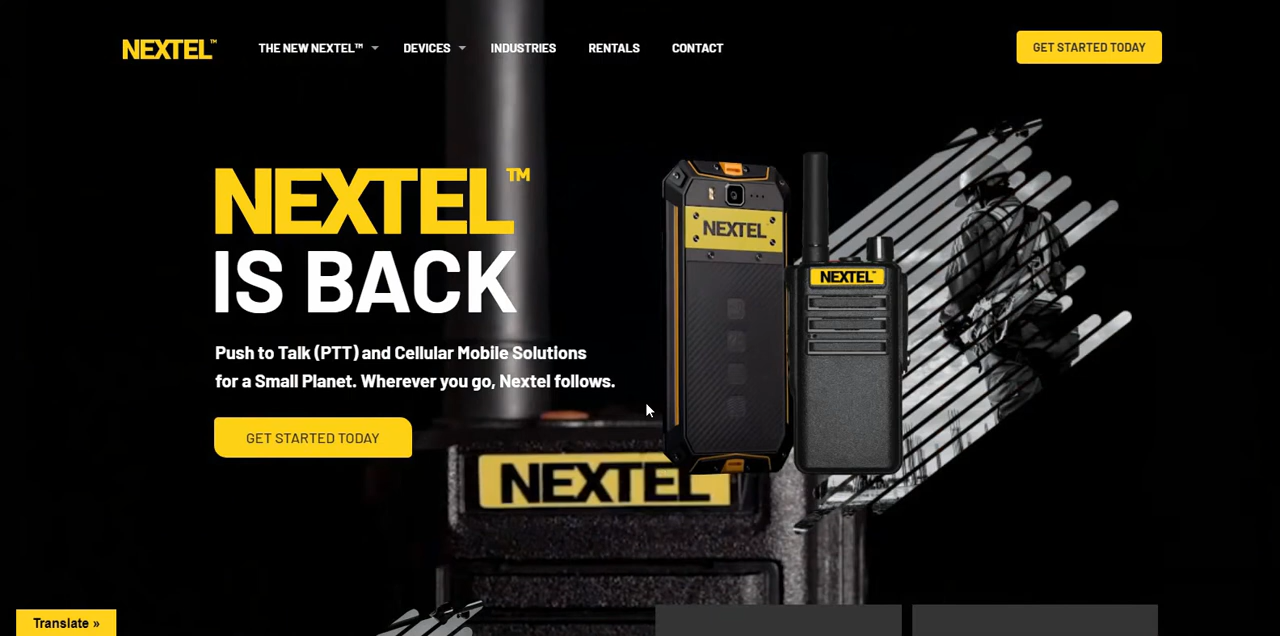 NEXTEL™
THE NEW NEXTEL™
DEVICES
INDUSTRIES
RENTALS
CONTACT
GET STARTED TODAY
NEXTEL™
IS BACK
Push to Talk (PTT) and Cellular Mobile Solutions
for a Small Planet. Wherever you go, Nextel follows.
GET STARTED TODAY
NEXTEL
NEXTEL
NEXTEL
Translate »